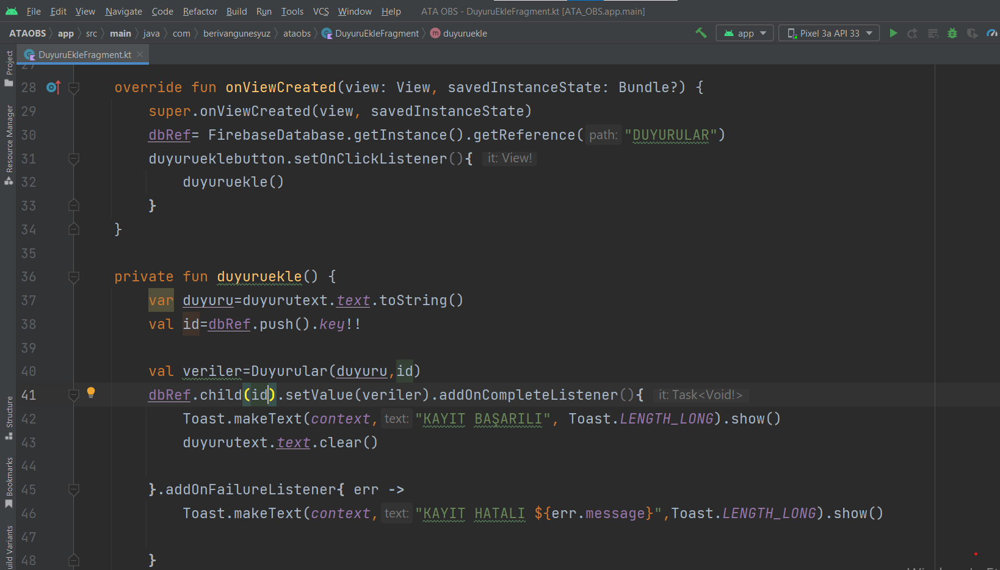 File Edit View Navigate Code Refactor Build Run Tools VCS Window Help ATA OBS - DuyuruEkleFragment.kt [ATA_OBS.app.main]
ATAOBS app src main java com berivangunesyuz ataobs DuyuruEkleFragment m duyuruekle app Pixel 3a API 33
DuyuruEkleFragment.kt
Project
Resource Manager
Structure
Bookmarks
27
28 override fun onViewCreated(view: View, savedInstanceState: Bundle?) {
29 super.onViewCreated(view, savedInstanceState)
30 dbRef= FirebaseDatabase.getInstance().getReference( path: "DUYURULAR")
31 duyurueklebutton.setOnClickListener(){ it: View!
32 duyuruekle()
33 }
34 }
35
36 private fun duyuruekle() {
37 var duyuru=duyurutext.text.toString()
38 val id=dbRef.push().key!!
39
40 val veriler=Duyurular(duyuru,id)
41 dbRef.child(id).setValue(veriler).addOnCompleteListener(){ it: Task<Void!>
42 Toast.makeText(context, text: "KAYIT BAŞARILI", Toast.LENGTH_LONG).show()
43 duyurutext.text.clear()
44
45 }.addOnFailureListener{ err ->
46 Toast.makeText(context, text: "KAYIT HATALI ${err.message}",Toast.LENGTH_LONG).show()
47
48 }